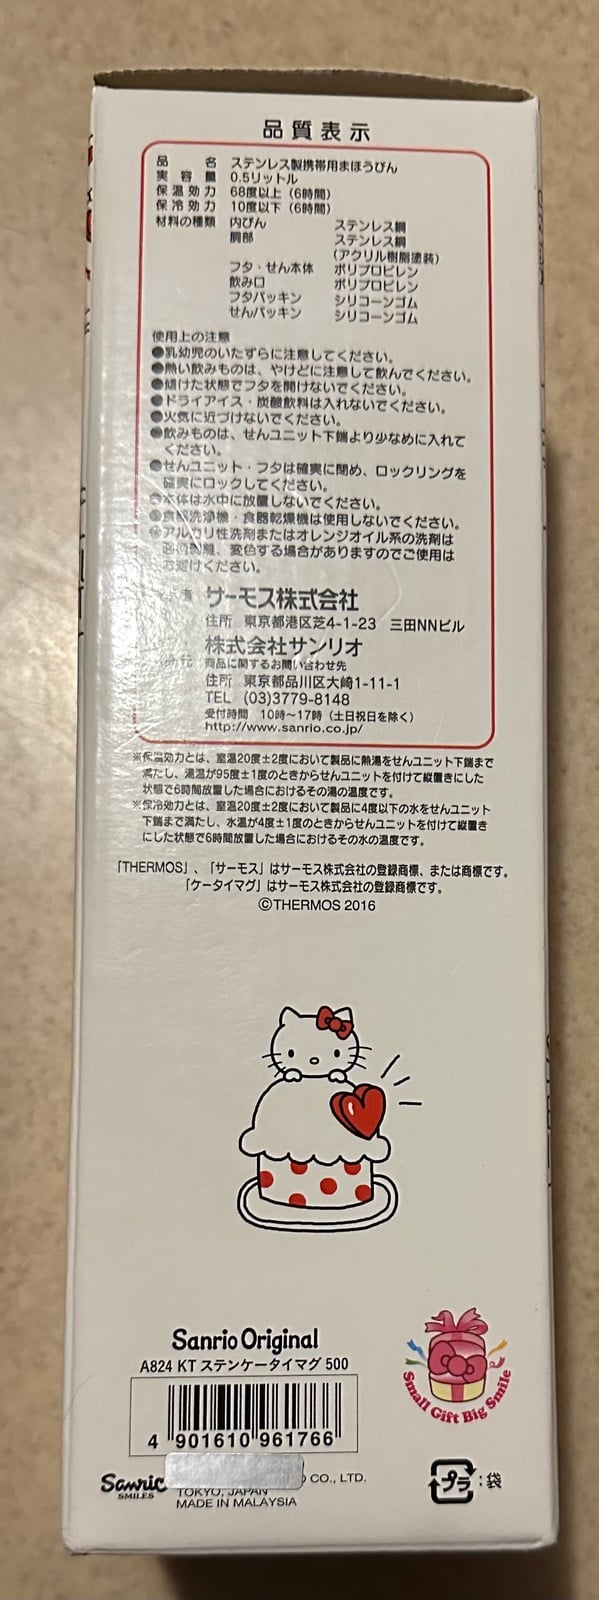 品質表示
品名 ステンレス製携帯用まほうびん
実容量 0.5リットル
保温効力 68度以上（6時間）
保冷効力 10度以下（6時間）
材料の種類 内びん ステンレス鋼
胴部 ステンレス鋼
（アクリル樹脂塗装）
フタ・せん本体 ポリプロピレン
飲み口 ポリプロピレン
フタパッキン シリコーンゴム
せんパッキン シリコーンゴム
使用上の注意
●乳幼児のいたずらに注意してください。
●熱い飲みものは、やけどに注意して飲んでください。
●傾けた状態でフタを開けないでください。
●ドライアイス・炭酸飲料は入れないでください。
●火気に近づけないでください。
●飲みものは、せんユニット下端より少なめに入れて
ください。
●せんユニット・フタは確実に閉め、ロックリングを
確実にロックしてください。
●本体は水中に放置しないでください。
●食器洗浄機・食器乾燥機は使用しないでください。
●アルカリ性洗剤またはオレンジオイル系の洗剤は
変色する場合がありますのでご使用は
お避けください。
サーモス株式会社
住所 東京都港区芝4-1-23 三田NNビル
株式会社サンリオ
商品に関するお問い合わせ先
住所 東京都品川区大崎1-11-1
TEL (03)3779-8148
受付時間 10時～17時（土日祝日を除く）
http://www.sanrio.co.jp/
※保温効力とは、室温20度±2度において製品に熱湯をせんユニット下端まで
満たし、湯温が95度±1度のときからせんユニットを付けて縦置きにした
状態で6時間放置した場合におけるその湯の温度です。
※保冷効力とは、室温20度±2度において製品に4度以下の水をせんユニット
下端まで満たし、水温が4度±1度のときからせんユニットを付けて縦置き
にした状態で6時間放置した場合におけるその水の温度です。
「THERMOS」、「サーモス」はサーモス株式会社の登録商標、または商標です。
「ケータイマグ」はサーモス株式会社の登録商標です。
©THERMOS 2016
Sanrio Original
A824 KT ステンケータイマグ 500
Small Gift Big Smile
4 901610 961766
Sanrio
SMILES
CO., LTD.
TOKYO, JAPAN
MADE IN MALAYSIA
プラ :袋